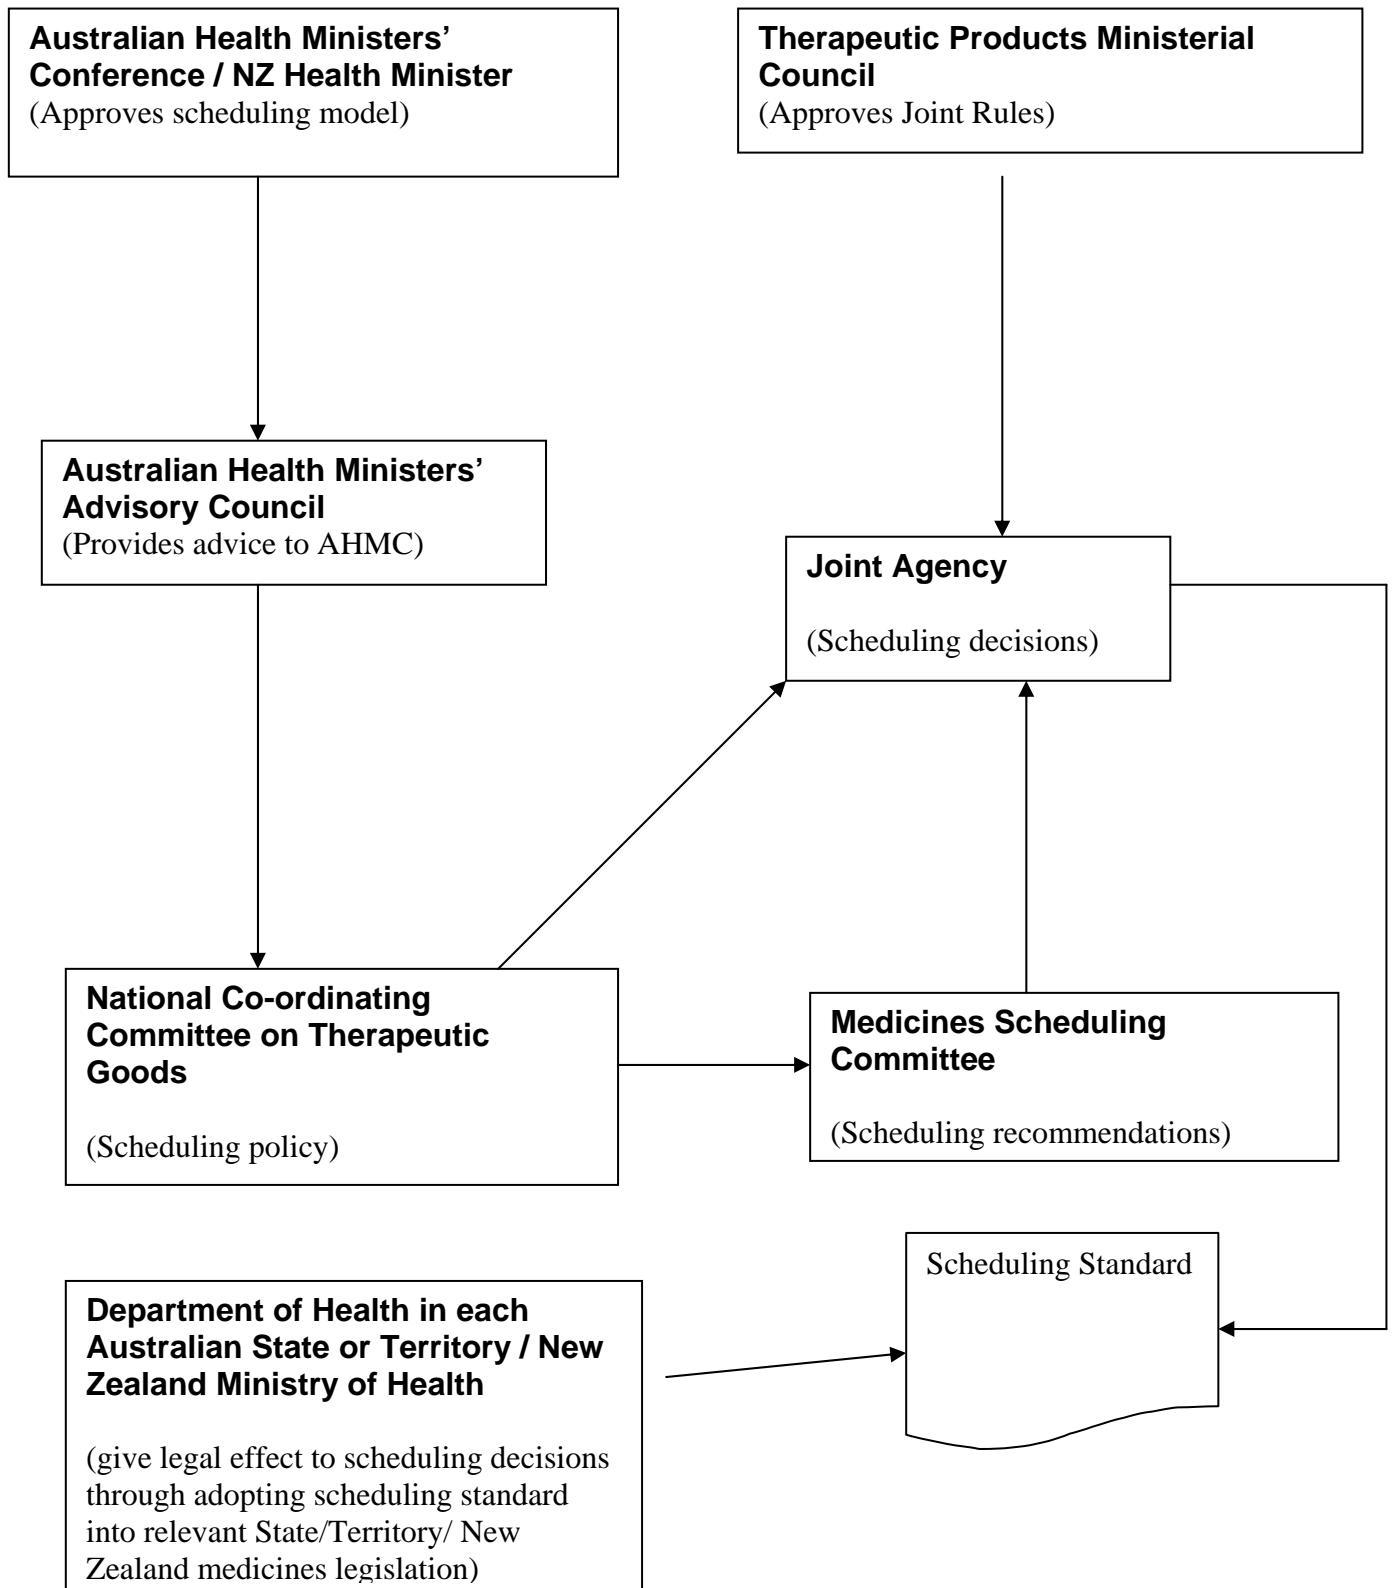 Australian Health Ministers’
Conference / NZ Health Minister
(Approves scheduling model)
Therapeutic Products Ministerial
Council
(Approves Joint Rules)
Australian Health Ministers’
Advisory Council
(Provides advice to AHMC)
Joint Agency
(Scheduling decisions)
National Co-ordinating
Committee on Therapeutic
Goods
(Scheduling policy)
Medicines Scheduling
Committee
(Scheduling recommendations)
Scheduling Standard
Department of Health in each
Australian State or Territory / New
Zealand Ministry of Health
(give legal effect to scheduling decisions
through adopting scheduling standard
into relevant State/Territory/ New
Zealand medicines legislation)